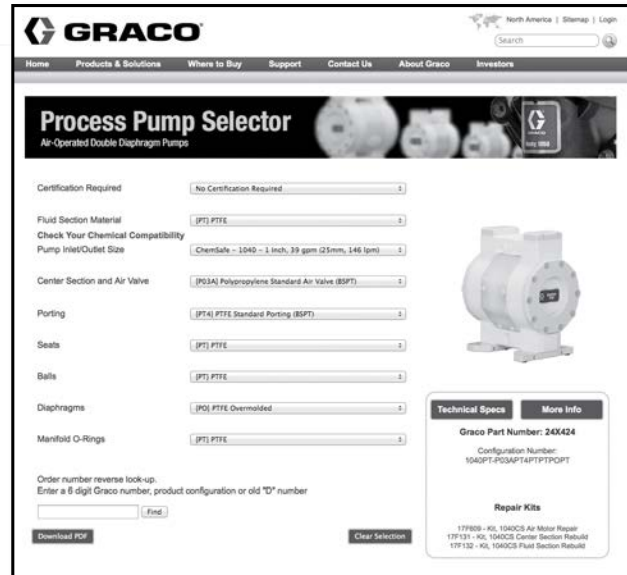 GRACO
North America | Sitemap | Login
Search
Home Products & Solutions Where to Buy Support Contact Us About Graco Investors
Process Pump Selector
Air-Operated Double Diaphragm Pumps
GRACO
Certification Required No Certification Required
Fluid Section Material [PT] PTFE
Check Your Chemical Compatibility
Pump Inlet/Outlet Size ChemSafe – 1040 – 1 Inch, 39 gpm (25mm, 146 lpm)
Center Section and Air Valve [P03A] Polypropylene Standard Air Valve (BSPT)
Porting [PT4] PTFE Standard Porting (BSPT)
Seats [PT] PTFE
Balls [PT] PTFE
Diaphragms [PO] PTFE Overmolded
Manifold O-Rings [PT] PTFE
Order number reverse look-up.
Enter a 6 digit Graco number, product configuration or old "D" number
Find
Download PDF Clear Selection
Technical Specs More Info
Graco Part Number: 24X424
Configuration Number:
1040PT-P03APT4PTPTPOPT
Repair Kits
17F609 - Kit, 1040CS Air Motor Repair
17F131 - Kit, 1040CS Center Section Rebuild
17F132 - Kit, 1040CS Fluid Section Rebuild